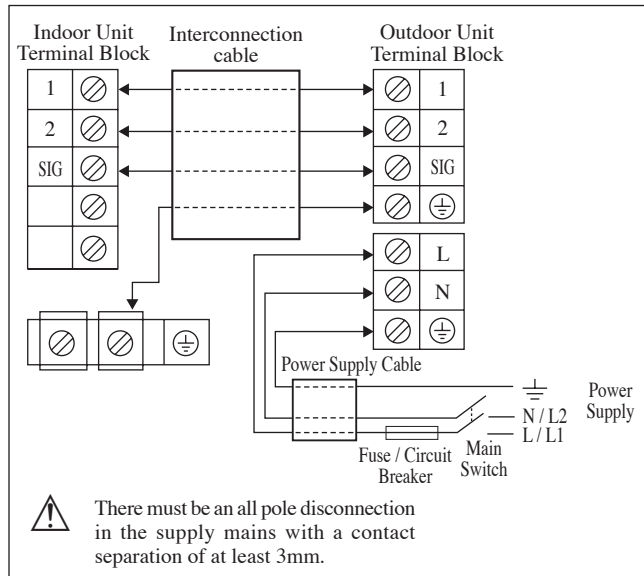 Indoor Unit
Terminal Block
Interconnection
cable
Outdoor Unit
Terminal Block
1
2
SIG
1
2
SIG
L
N
Power Supply Cable
Power
Supply
N / L2
L / L1
Fuse / Circuit
Breaker
Main
Switch
There must be an all pole disconnection
in the supply mains with a contact
separation of at least 3mm.